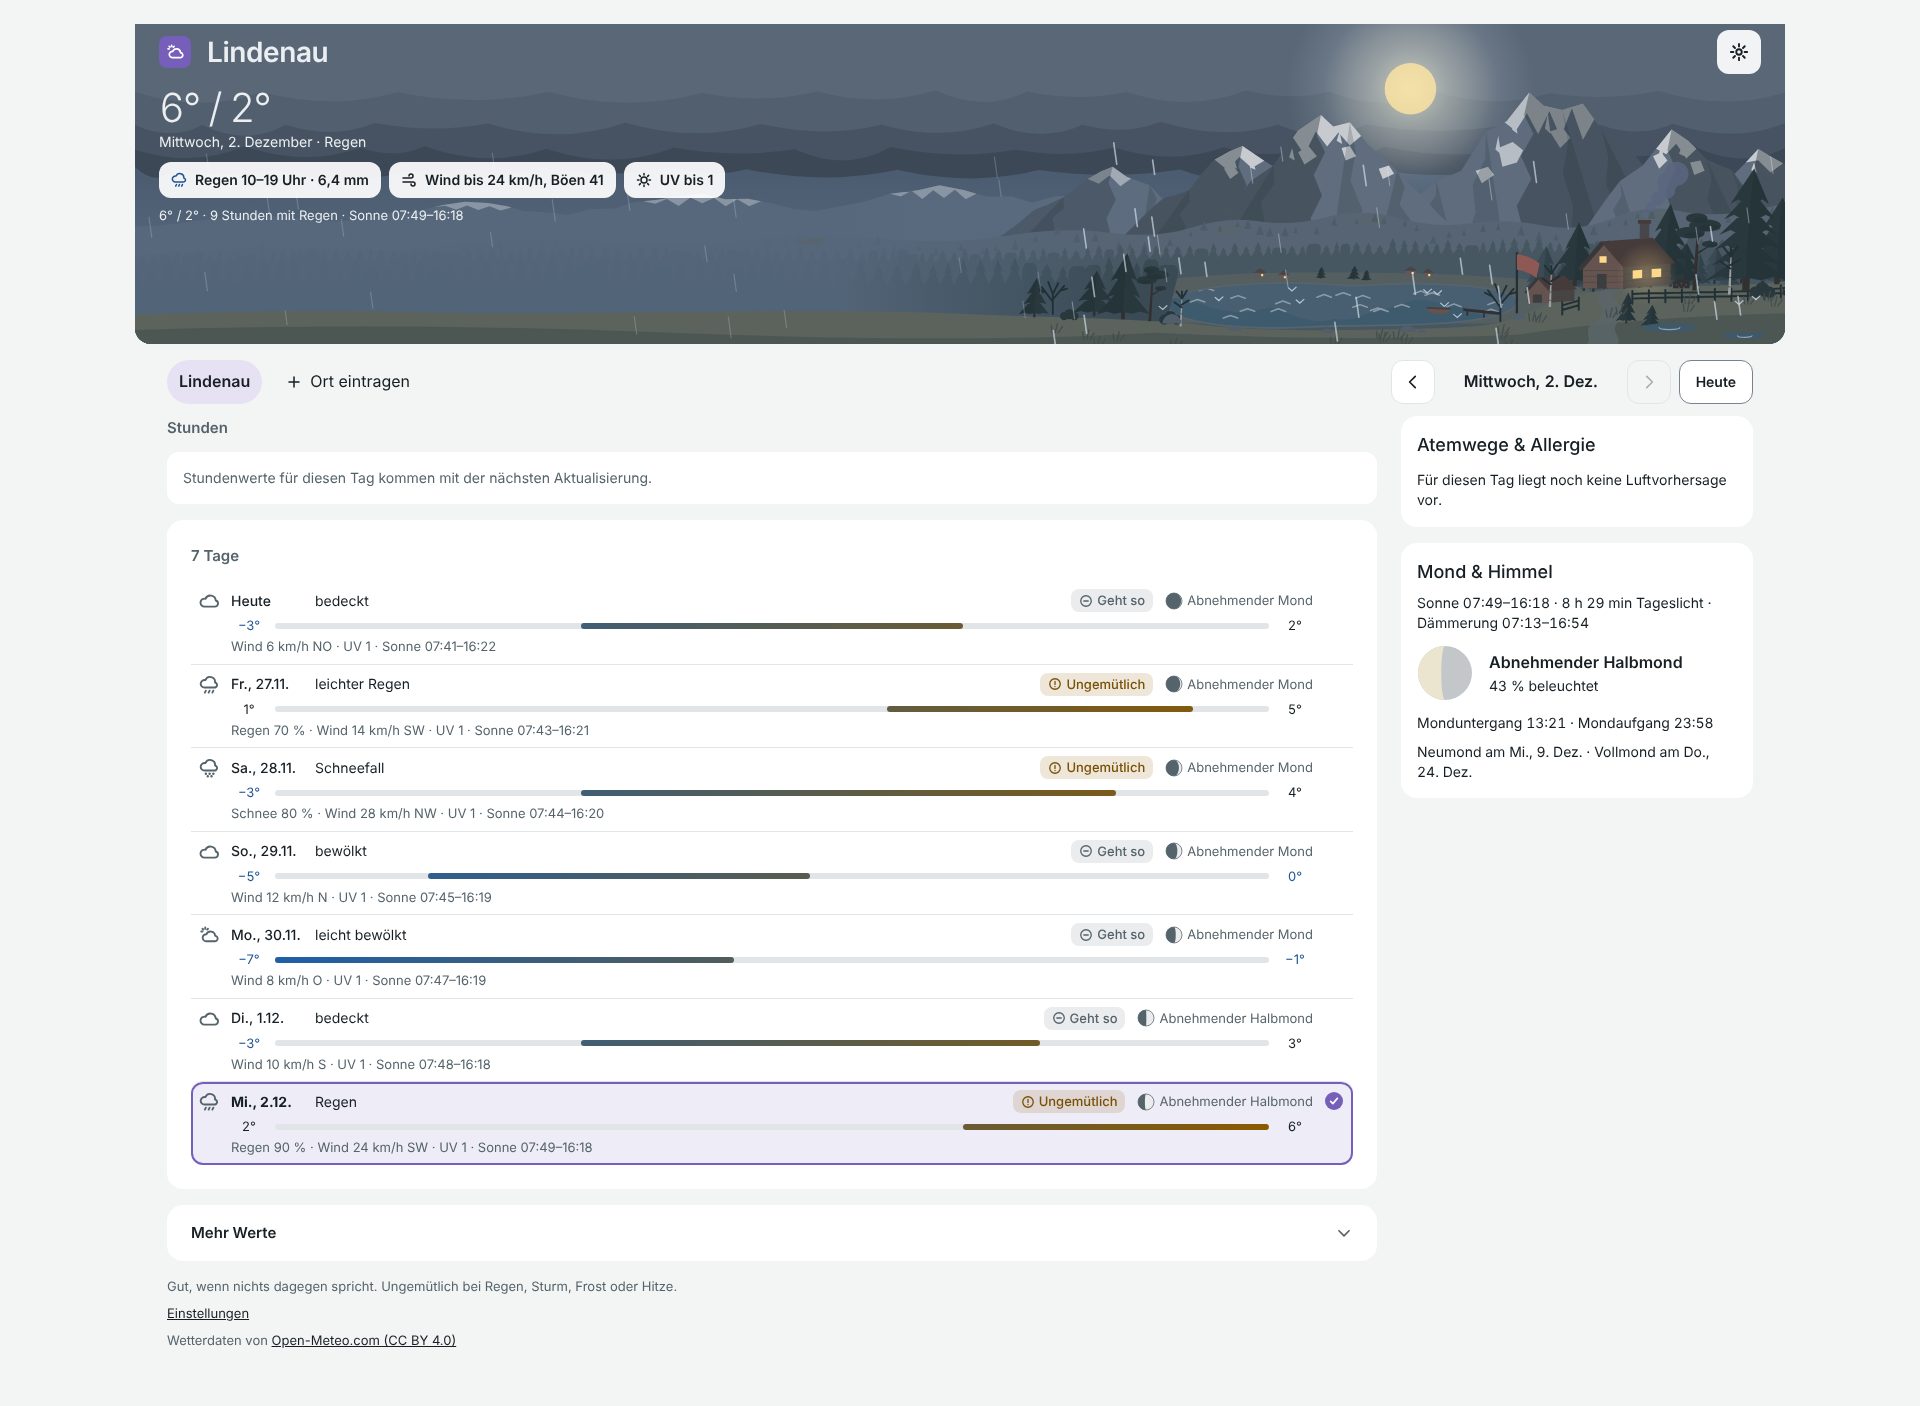 Lindenau
6° / 2°
Mittwoch, 2. Dezember · Regen
Regen 10–19 Uhr · 6,4 mm
Wind bis 24 km/h, Böen 41
UV bis 1
6° / 2° · 9 Stunden mit Regen · Sonne 07:49–16:18
Lindenau
Ort eintragen
Mittwoch, 2. Dez.
Heute
Stunden
Stundenwerte für diesen Tag kommen mit der nächsten Aktualisierung.
7 Tage
Heute bedeckt Geht so Abnehmender Mond
−3° 2°
Wind 6 km/h NO · UV 1 · Sonne 07:41–16:22
Fr., 27.11. leichter Regen Ungemütlich Abnehmender Mond
1° 5°
Regen 70 % · Wind 14 km/h SW · UV 1 · Sonne 07:43–16:21
Sa., 28.11. Schneefall Ungemütlich Abnehmender Mond
−3° 4°
Schnee 80 % · Wind 28 km/h NW · UV 1 · Sonne 07:44–16:20
So., 29.11. bewölkt Geht so Abnehmender Mond
−5° 0°
Wind 12 km/h N · UV 1 · Sonne 07:45–16:19
Mo., 30.11. leicht bewölkt Geht so Abnehmender Mond
−7° −1°
Wind 8 km/h O · UV 1 · Sonne 07:47–16:19
Di., 1.12. bedeckt Geht so Abnehmender Halbmond
−3° 3°
Wind 10 km/h S · UV 1 · Sonne 07:48–16:18
Mi., 2.12. Regen Ungemütlich Abnehmender Halbmond
2° 6°
Regen 90 % · Wind 24 km/h SW · UV 1 · Sonne 07:49–16:18
Mehr Werte
Gut, wenn nichts dagegen spricht. Ungemütlich bei Regen, Sturm, Frost oder Hitze.
Einstellungen
Wetterdaten von Open-Meteo.com (CC BY 4.0)
Atemwege & Allergie
Für diesen Tag liegt noch keine Luftvorhersage
vor.
Mond & Himmel
Sonne 07:49–16:18 · 8 h 29 min Tageslicht ·
Dämmerung 07:13–16:54
Abnehmender Halbmond
43 % beleuchtet
Monduntergang 13:21 · Mondaufgang 23:58
Neumond am Mi., 9. Dez. · Vollmond am Do.,
24. Dez.